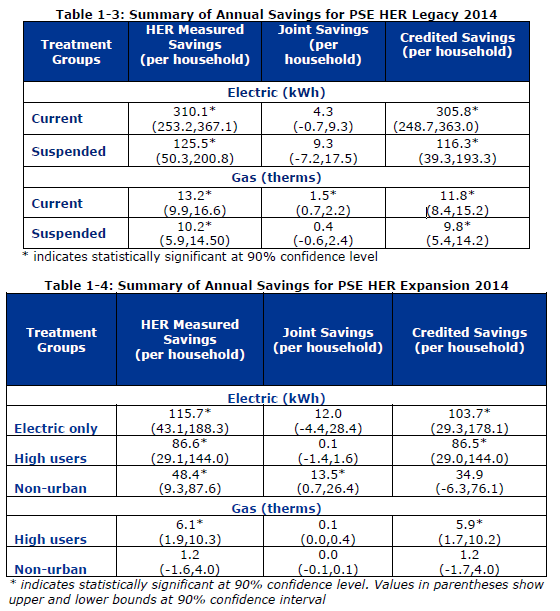 Table 1-3: Summary of Annual Savings for PSE HER Legacy 2014
Treatment Groups HER Measured Savings (per household) Joint Savings (per household) Credited Savings (per household)
Electric (kWh)
Current 310.1* (253.2,367.1) 4.3 (-0.7,9.3) 305.8* (248.7,363.0)
Suspended 125.5* (50.3,200.8) 9.3 (-7.2,17.5) 116.3* (39.3,193.3)
Gas (therms)
Current 13.2* (9.9,16.6) 1.5* (0.7,2.2) 11.8* (8.4,15.2)
Suspended 10.2* (5.9,14.50) 0.4 (-0.6,2.4) 9.8* (5.4,14.2)
* indicates statistically significant at 90% confidence level
Table 1-4: Summary of Annual Savings for PSE HER Expansion 2014
Treatment Groups HER Measured Savings (per household) Joint Savings (per household) Credited Savings (per household)
Electric (kWh)
Electric only 115.7* (43.1,188.3) 12.0 (-4.4,28.4) 103.7* (29.3,178.1)
High users 86.6* (29.1,144.0) 0.1 (-1.4,1.6) 86.5* (29.0,144.0)
Non-urban 48.4* (9.3,87.6) 13.5* (0.7,26.4) 34.9 (-6.3,76.1)
Gas (therms)
High users 6.1* (1.9,10.3) 0.1 (0.0,0.4) 5.9* (1.7,10.2)
Non-urban 1.2 (-1.6,4.0) 0.0 (-0.1,0.1) 1.2 (-1.7,4.0)
* indicates statistically significant at 90% confidence level. Values in parentheses show
upper and lower bounds at 90% confidence interval